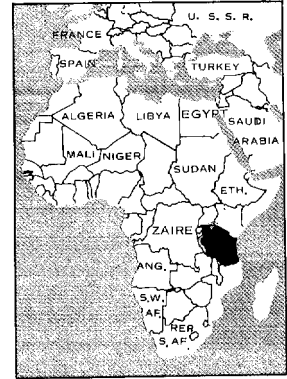 U. S. S. R.
FRANCE
SPAIN
TURKEY
ALGERIA
LIBYA
EGYPT
SAUDI
ARABIA
MALI
NIGER
SUDAN
ETH.
ZAIRE
ANG.
S.W.
AF.
REP.
S. AF.